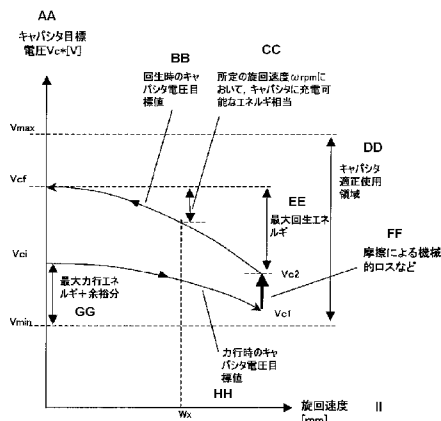 AA
キャパシタ目標
電圧Vc*[V]
BB
回生時のキャ
パシタ電圧目
標値
CC
所定の旋回速度ωrpmに
おいて，キャパシタに充電可
能なエネルギ相当
Vmax
DD
キャパシタ
適正使用
領域
Vcf
EE
最大回生エネ
ルギ
FF
摩擦による機械
的ロスなど
Vci
Vc2
最大力行エネ
ルギ＋余裕分
GG
Vc1
Vmin
力行時のキャ
パシタ電圧目
標値
HH
Wx
旋回速度
[rpm]
II